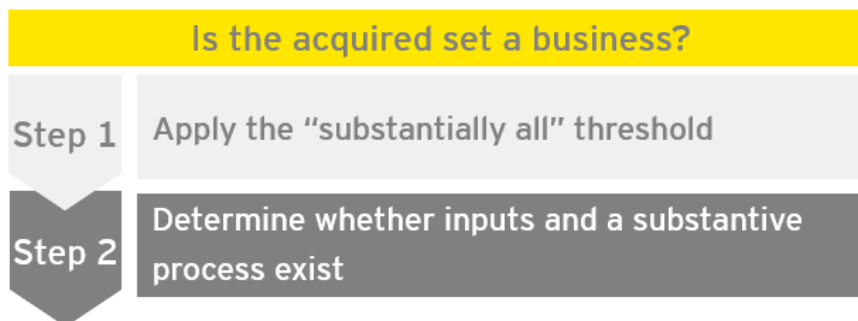 Is the acquired set a business?
Step 1
Apply the “substantially all” threshold
Step 2
Determine whether inputs and a substantive
process exist